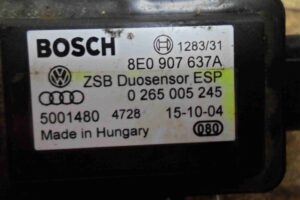 BOSCH 1283/31
8E0 907 637A
ZSB Duosensor ESP
0 265 005 245
5001480 4728 15-10-04
Made in Hungary 080